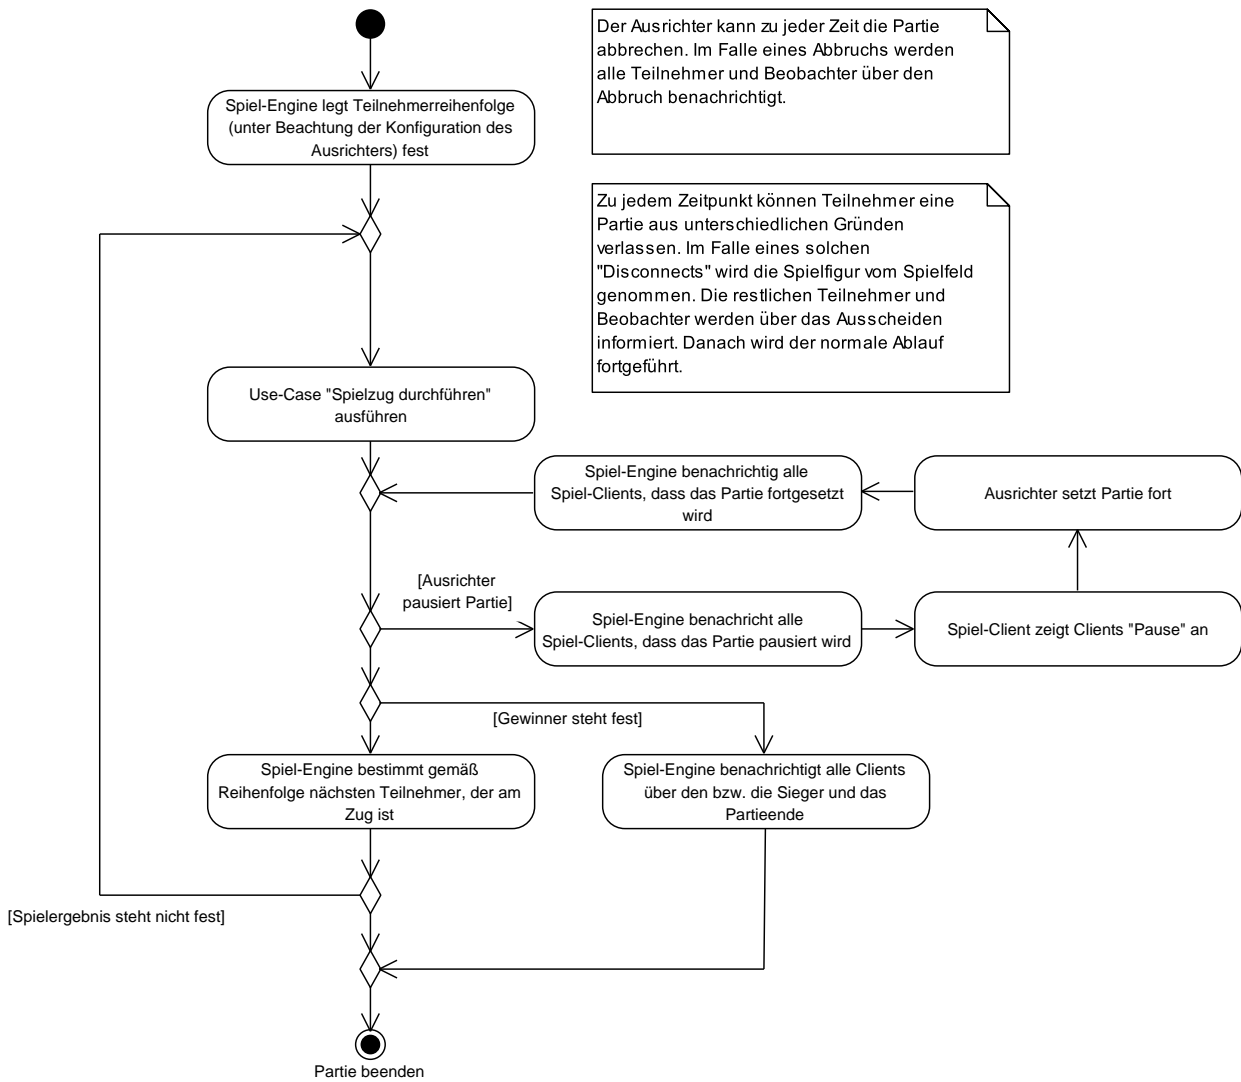 Spiel-Engine legt Teilnehmerreihenfolge
(unter Beachtung der Konfiguration des
Ausrichters) fest
Der Ausrichter kann zu jeder Zeit die Partie
abbrechen. Im Falle eines Abbruchs werden
alle Teilnehmer und Beobachter über den
Abbruch benachrichtigt.
Zu jedem Zeitpunkt können Teilnehmer eine
Partie aus unterschiedlichen Gründen
verlassen. Im Falle eines solchen
"Disconnects" wird die Spielfigur vom Spielfeld
genommen. Die restlichen Teilnehmer und
Beobachter werden über das Ausscheiden
informiert. Danach wird der normale Ablauf
fortgeführt.
Use-Case "Spielzug durchführen"
ausführen
Spiel-Engine benachrichtig alle
Spiel-Clients, dass das Partie fortgesetzt
wird
Ausrichter setzt Partie fort
[Ausrichter
pausiert Partie]
Spiel-Engine benachricht alle
Spiel-Clients, dass das Partie pausiert wird
Spiel-Client zeigt Clients "Pause" an
[Gewinner steht fest]
Spiel-Engine bestimmt gemäß
Reihenfolge nächsten Teilnehmer, der am
Zug ist
Spiel-Engine benachrichtigt alle Clients
über den bzw. die Sieger und das
Partieende
[Spielergebnis steht nicht fest]
Partie beenden